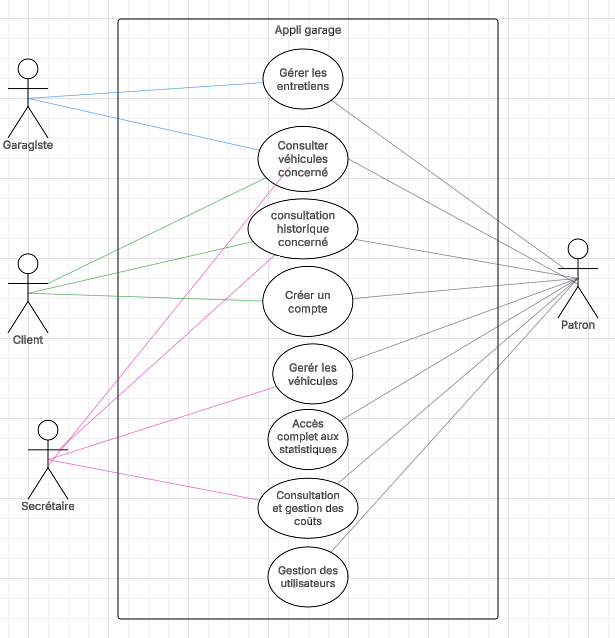 Appli garage
Gérer les
entretiens
Garagiste
Consulter
véhicules
concerné
consultation
historique
concerné
Créer un
compte
Client
Patron
Gerér les
véhicules
Accès
complet aux
statistiques
Secrétaire
Consultation
et gestion des
coûts
Gestion des
utilisateurs